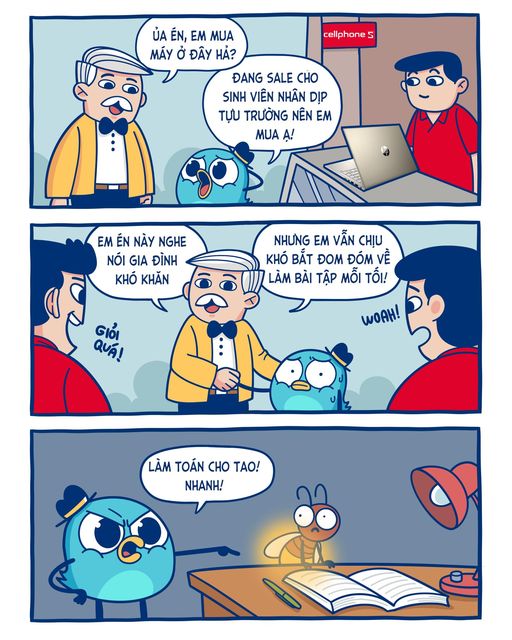 ỦA ÉN, EM MUA
MÁY Ở ĐÂY HẢ?
cellphoneS
ĐANG SALE CHO
SINH VIÊN NHÂN DỊP
TỰU TRƯỜNG NÊN EM
MUA Ạ!
hp
EM ÉN NÀY NGHE
NÓI GIA ĐÌNH
KHÓ KHĂN
NHƯNG EM VẪN CHỊU
KHÓ BẮT ĐOM ĐÓM VỀ
LÀM BÀI TẬP MỖI TỐI!
GIỎI
QUÁ!
WOAH!
LÀM TOÁN CHO TAO!
NHANH!